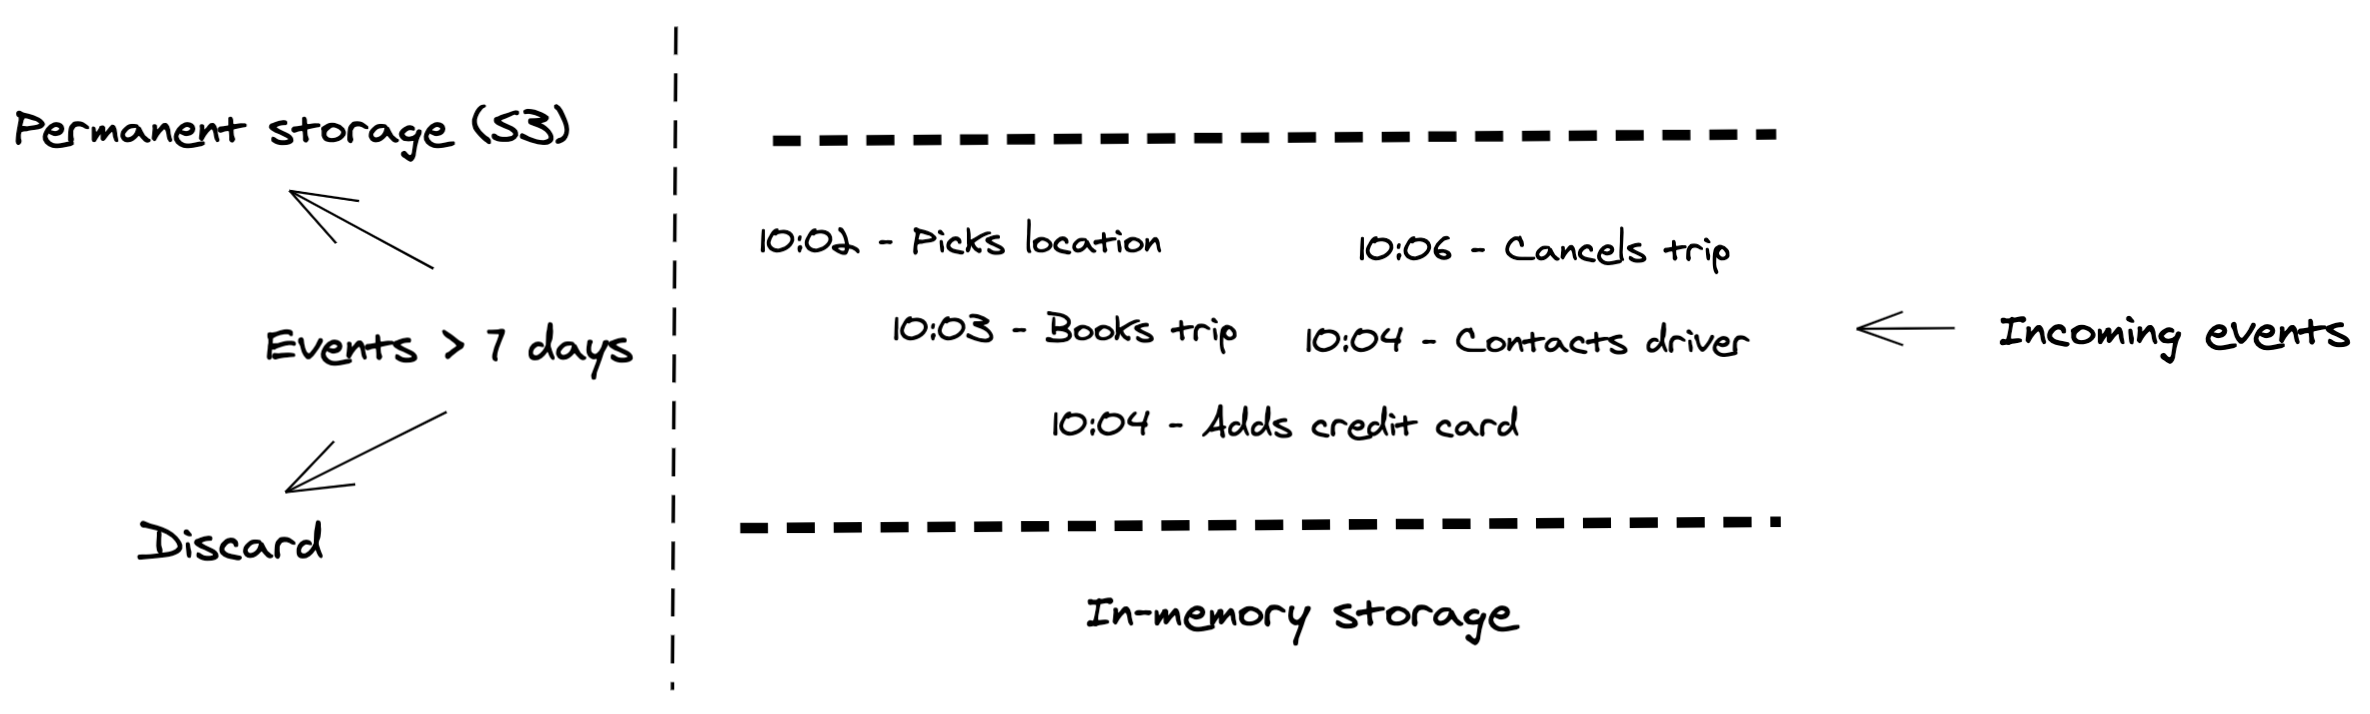 Permanent storage (S3)
Events > 7 days
Discard
10:02 - Picks location
10:06 - Cancels trip
10:03 - Books trip
10:04 - Contacts driver
10:04 - Adds credit card
In-memory storage
Incoming events